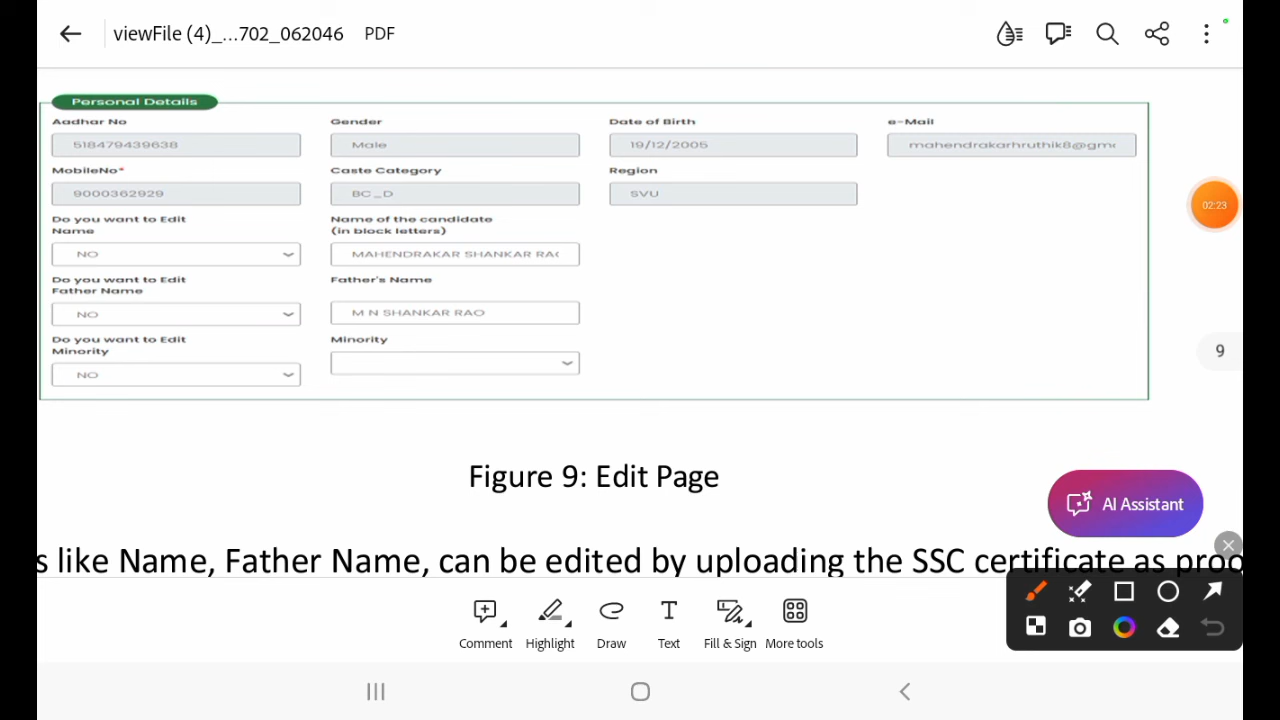 viewFile (4)_...702_062046 PDF
Personal Details
Aadhar No Gender Date of Birth e-Mail
518479439638 Male 19/12/2005 mahendrakarhruthik8@gm
MobileNo* Caste Category Region
9000362929 BC_D SVU
Do you want to Edit Name of the candidate
Name (in block letters)
NO MAHENDRAKAR SHANKAR RA
Do you want to Edit Father's Name
Father Name
NO M N SHANKAR RAO
Do you want to Edit Minority
Minority
NO
02:23
9
Figure 9: Edit Page
AI Assistant
s like Name, Father Name, can be edited by uploading the SSC certificate as proo
Comment Highlight Draw Text Fill & Sign More tools